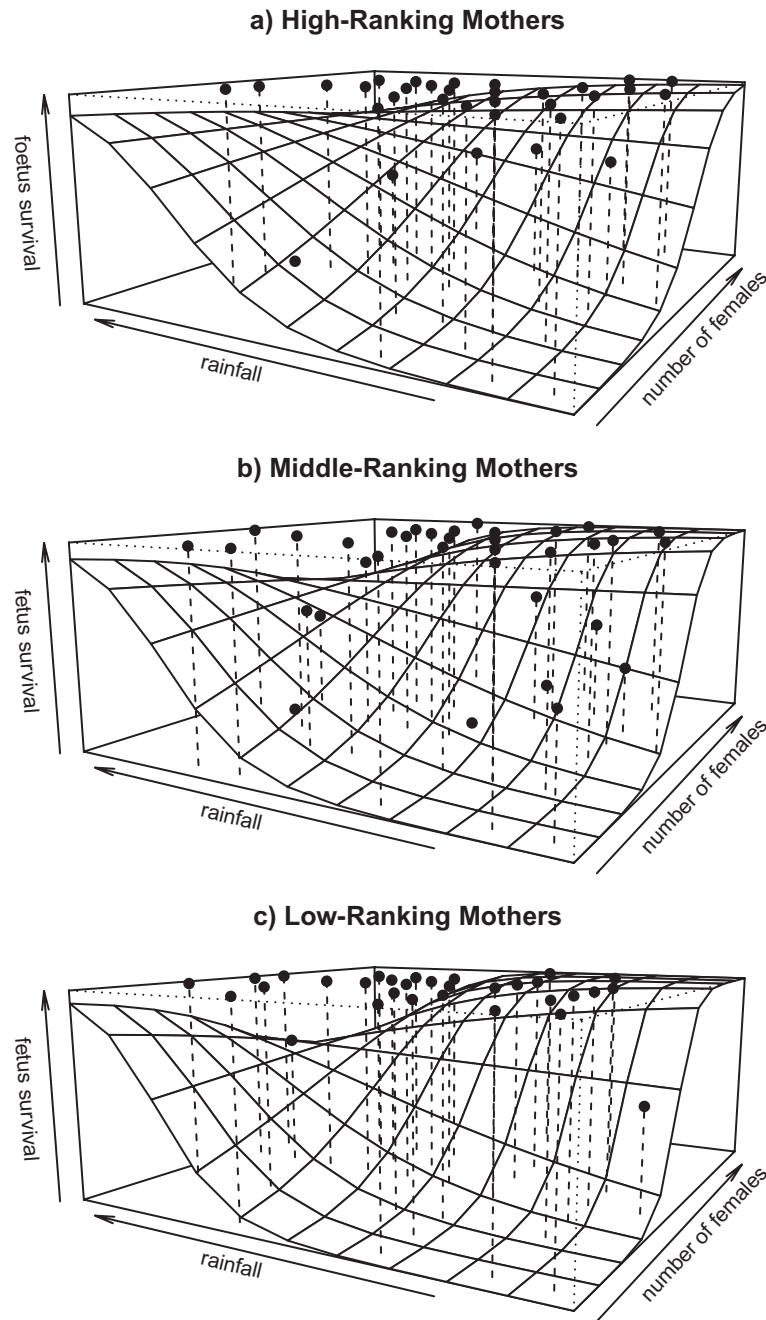 a) High-Ranking Mothers
foetus survival
rainfall
number of females
b) Middle-Ranking Mothers
fetus survival
rainfall
number of females
c) Low-Ranking Mothers
fetus survival
rainfall
number of females